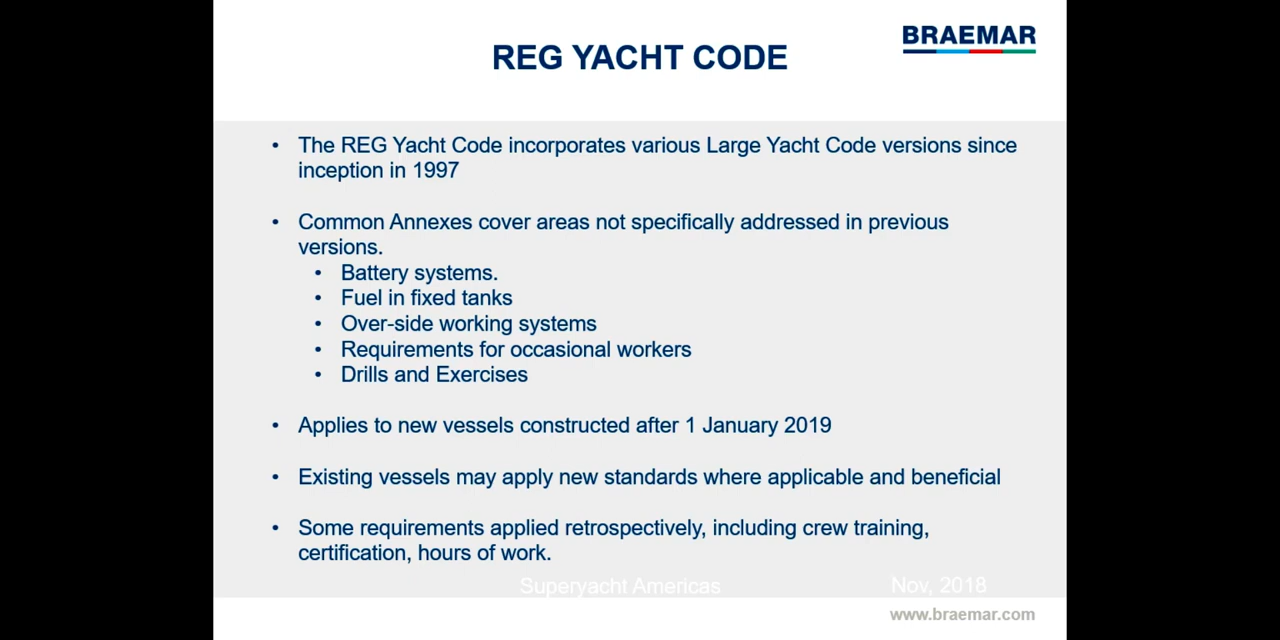 BRAEMAR
REG YACHT CODE
• The REG Yacht Code incorporates various Large Yacht Code versions since
inception in 1997
• Common Annexes cover areas not specifically addressed in previous
versions.
• Battery systems.
• Fuel in fixed tanks
• Over-side working systems
• Requirements for occasional workers
• Drills and Exercises
• Applies to new vessels constructed after 1 January 2019
• Existing vessels may apply new standards where applicable and beneficial
• Some requirements applied retrospectively, including crew training,
certification, hours of work.
Superyacht Americas Nov, 2018
www.braemar.com